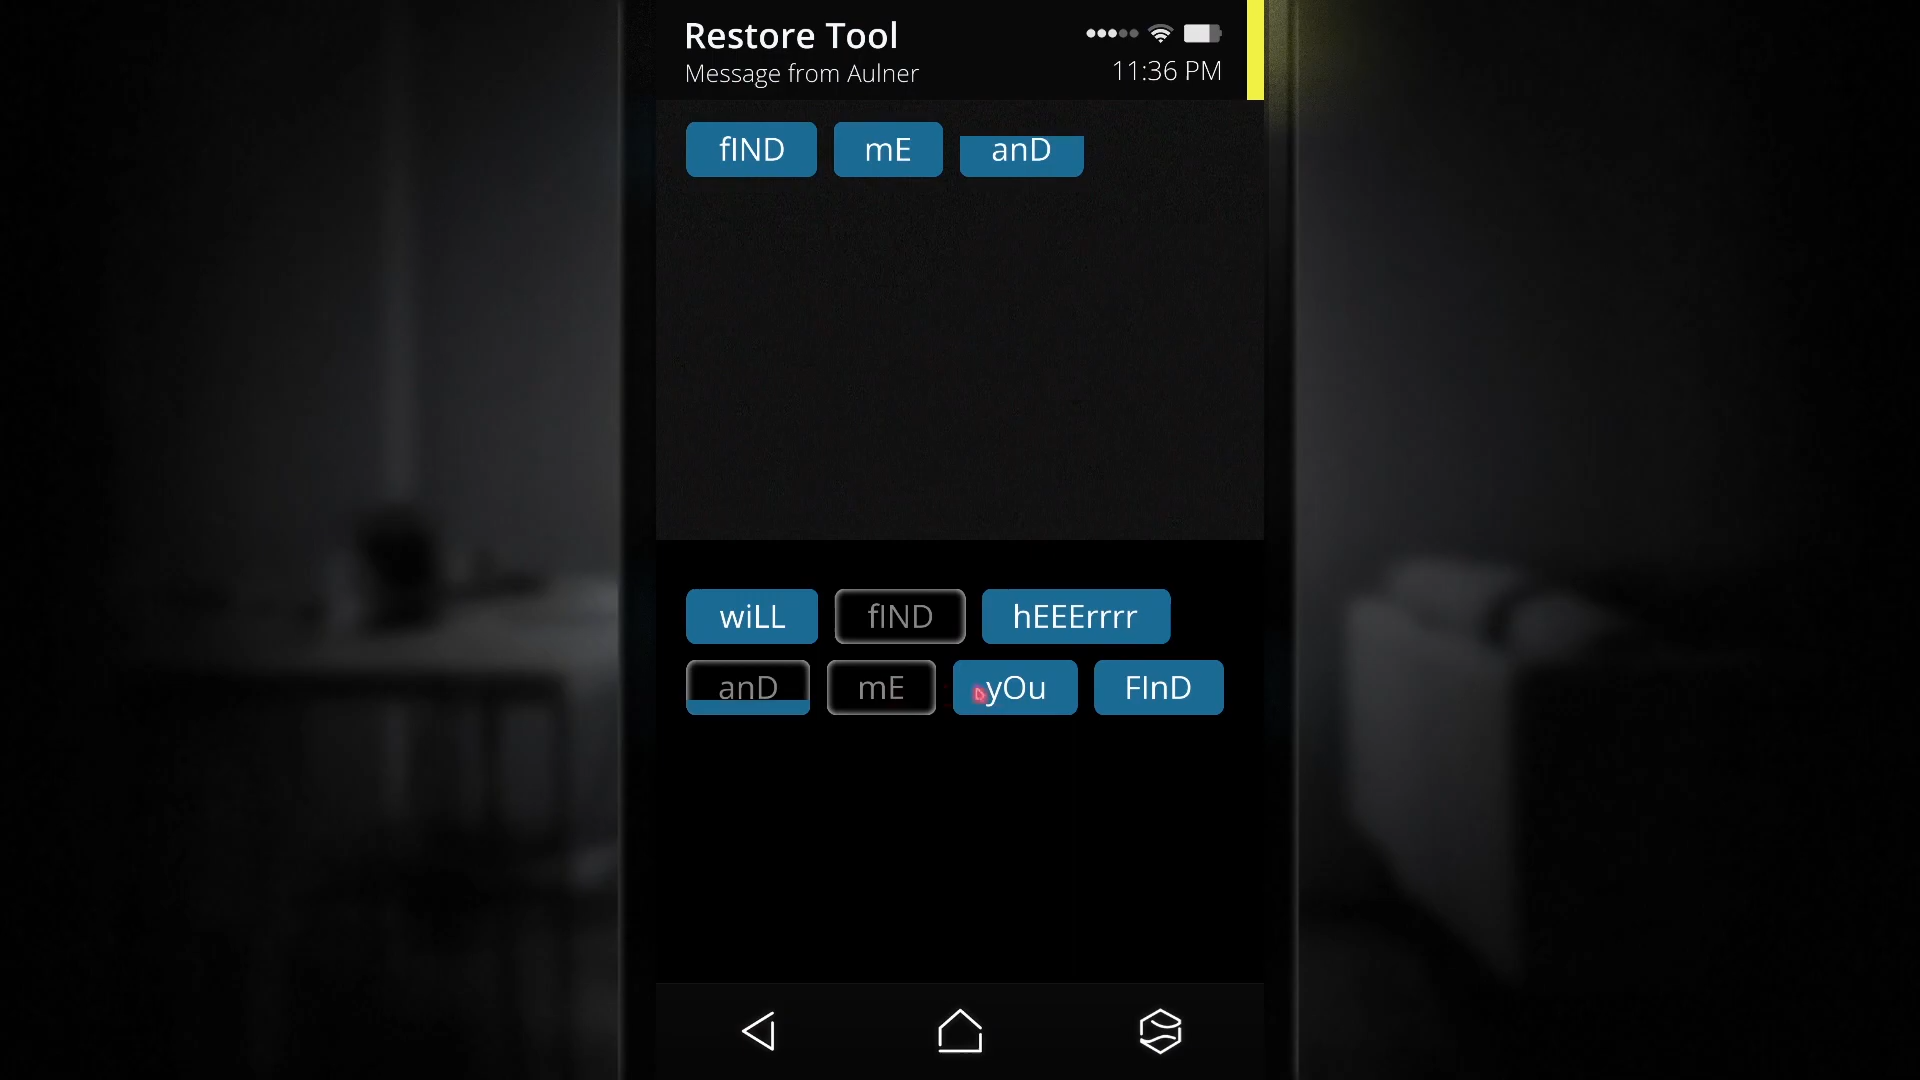 Restore Tool
Message from Aulner
11:36 PM
fIND mE anD
wiLL fIND hEEErrrr
anD mE yOu FInD